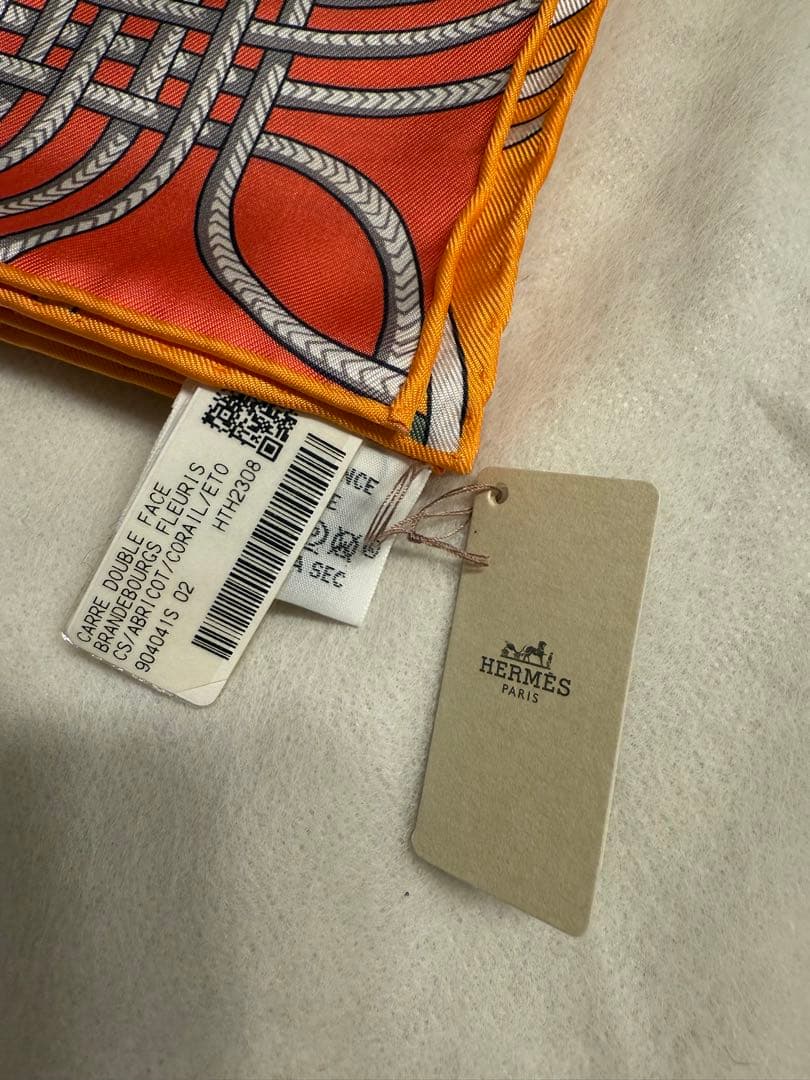 CARRE DOUBLE FACE
BRANDEBOURGS FLEURIS
CS/ABRICOT/CORAIL/ETO
904041S 02
HTH2308
NCE
E
A SEC
HERMÈS
PARIS